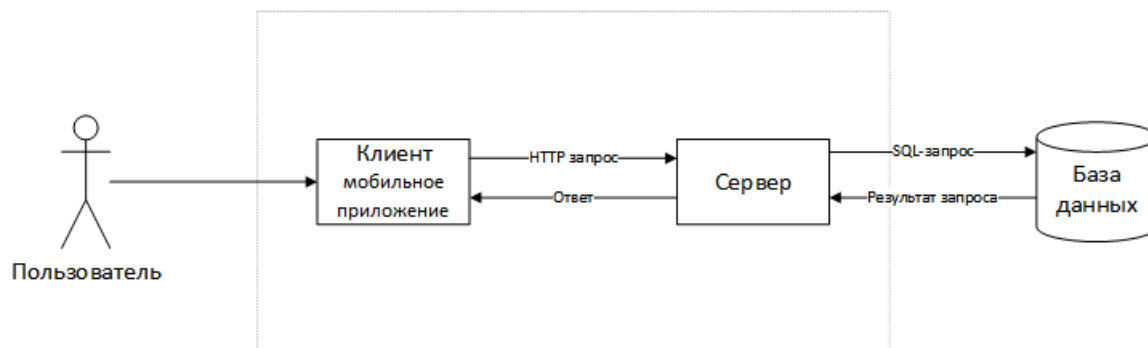 Пользователь
Клиент
мобильное
приложение
HTTP запрос
Ответ
Сервер
SQL-запрос
Результат запроса
База
данных